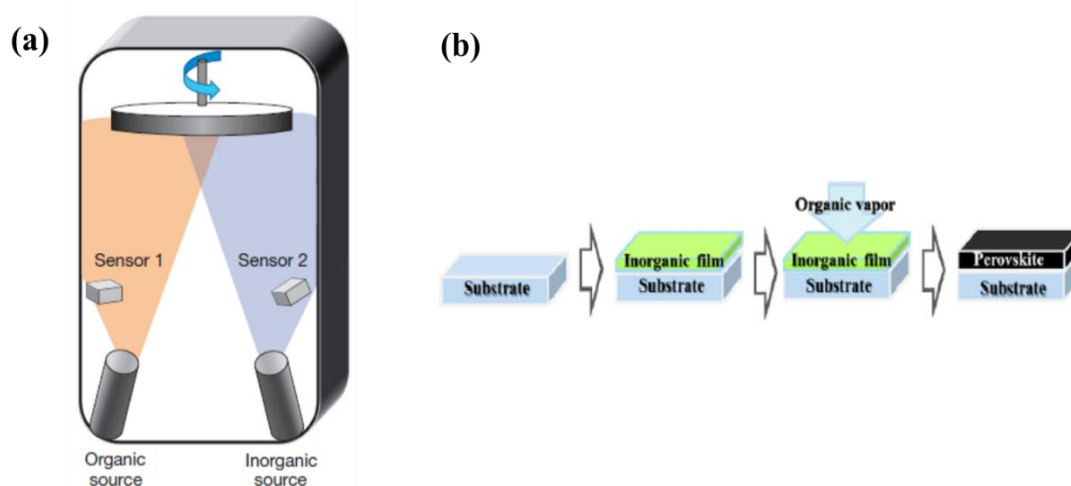 (a)
Sensor 1
Sensor 2
Organic
source
Inorganic
source
(b)
Substrate
Inorganic film
Substrate
Organic vapor
Inorganic film
Substrate
Perovskite
Substrate